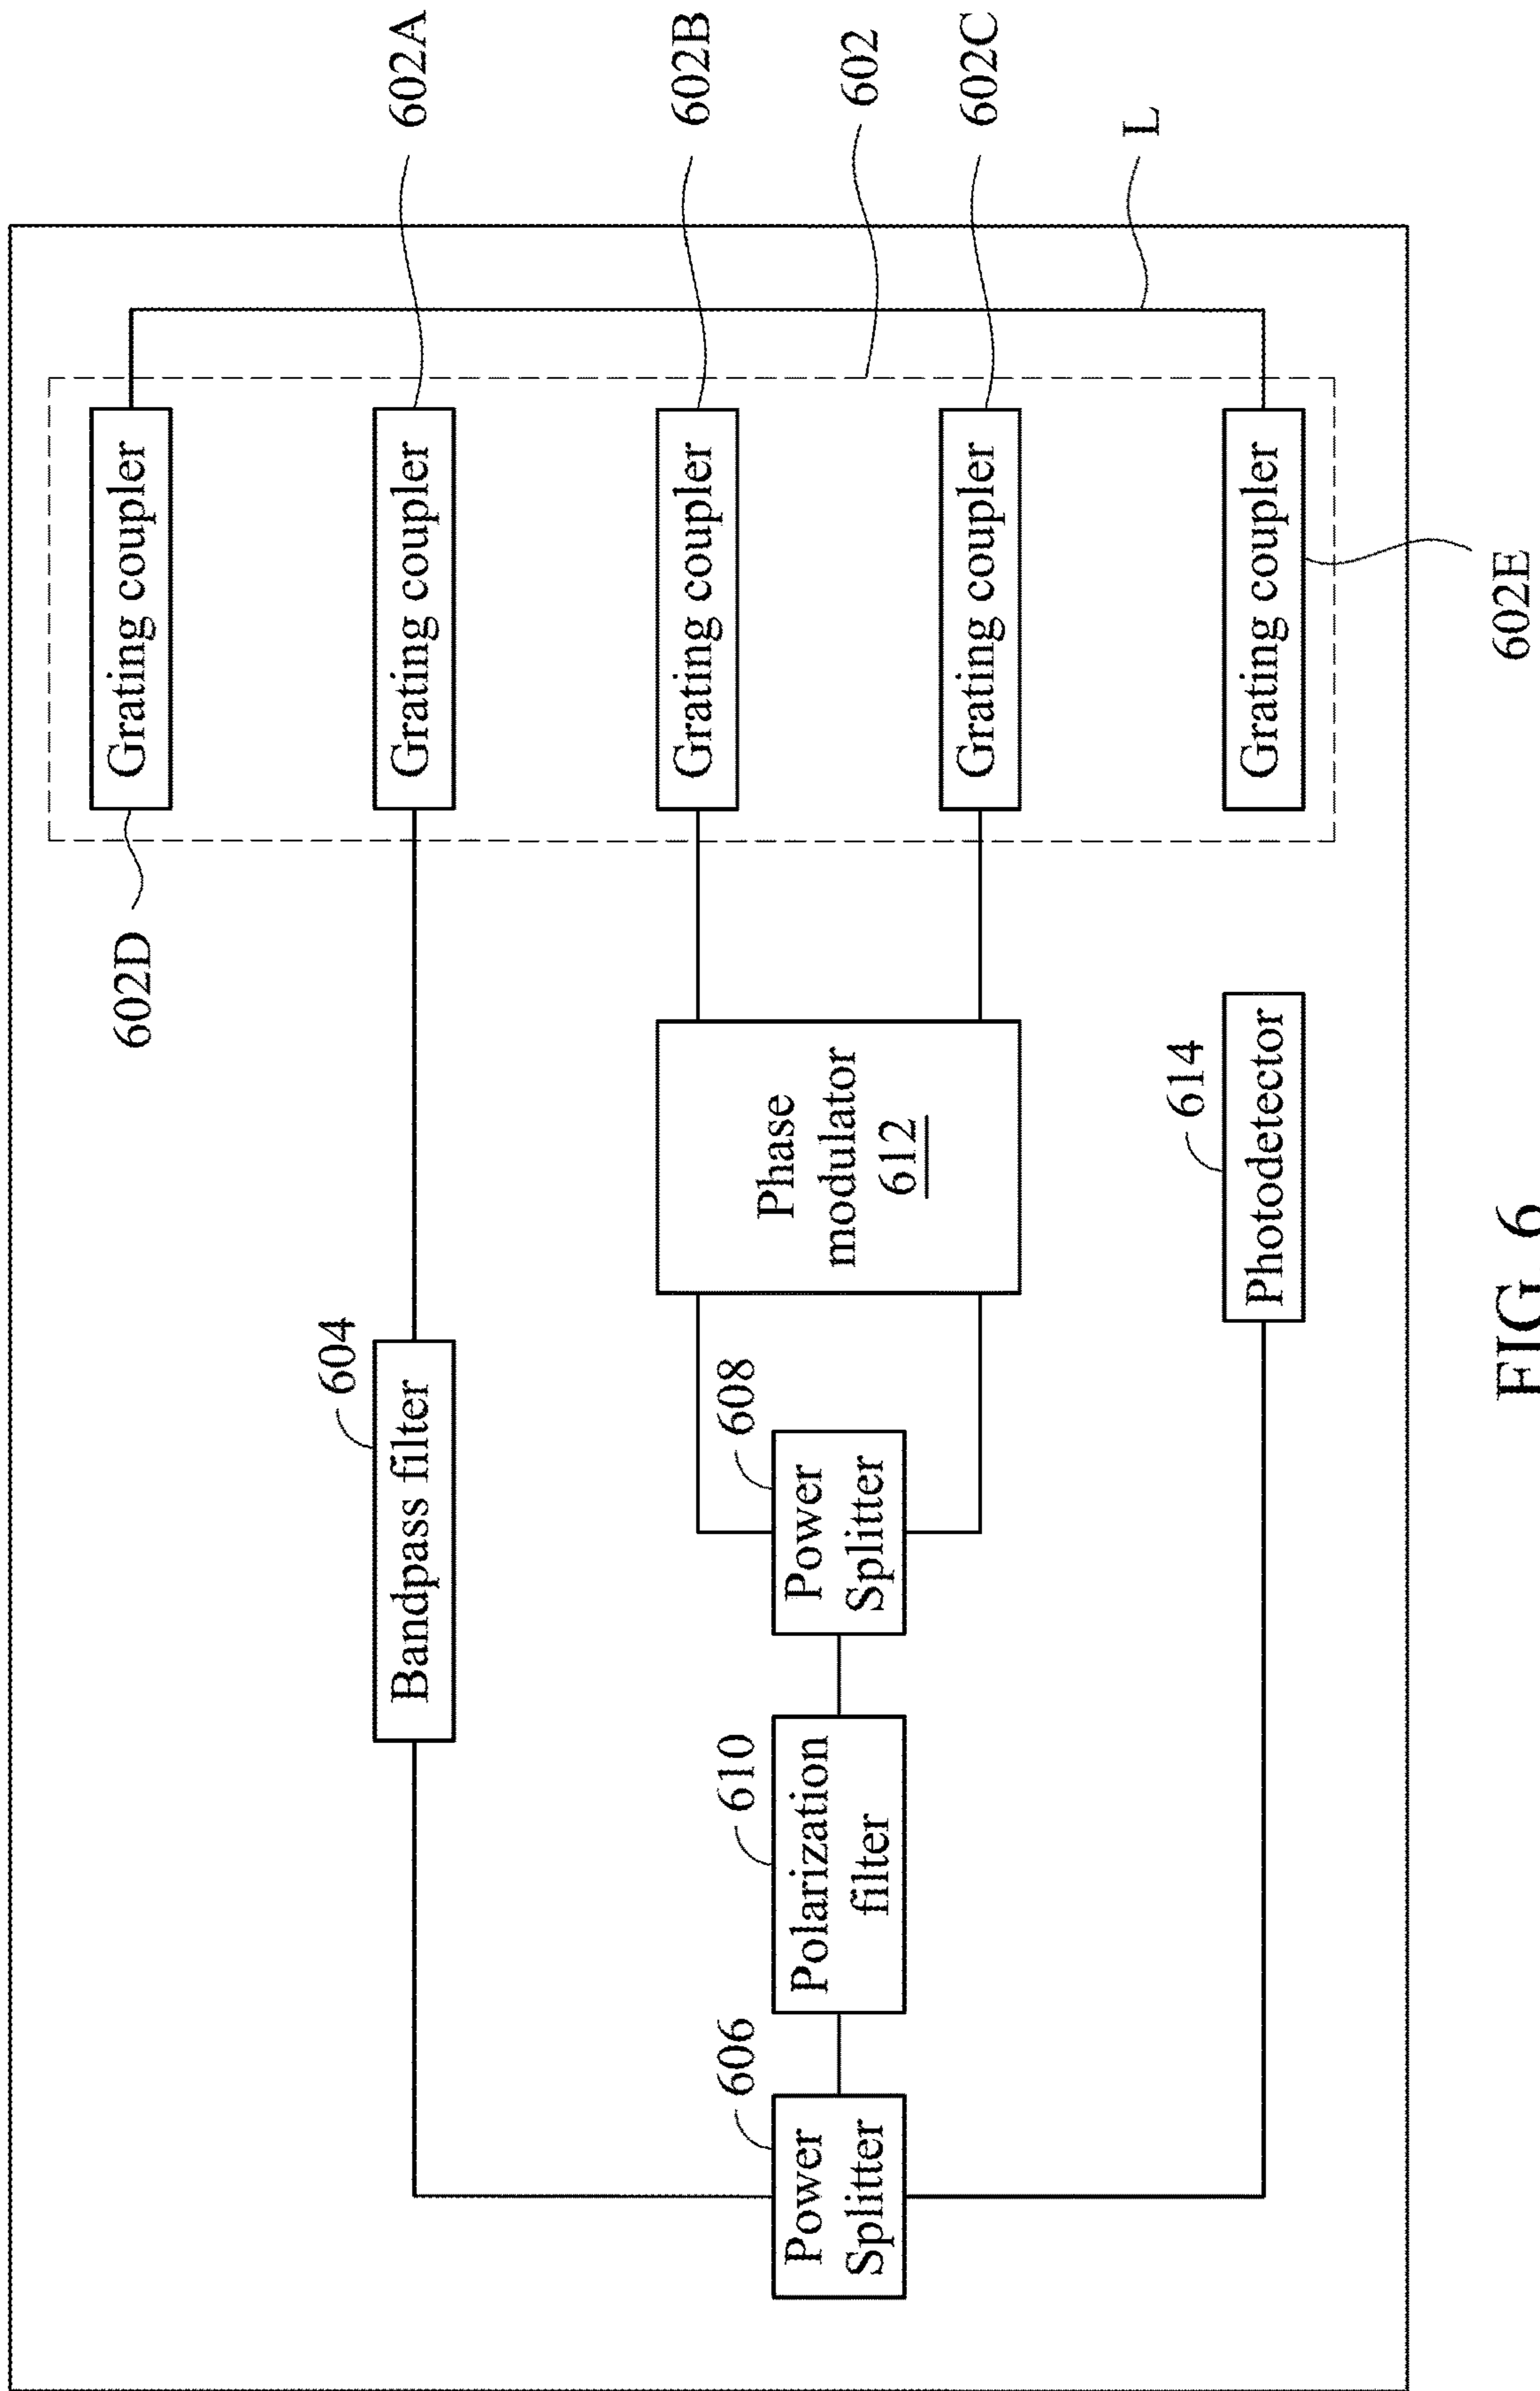 602A
602B
602
602C
L
602D
Grating coupler
Grating coupler
Grating coupler
Grating coupler
Grating coupler
602E
604
Bandpass filter
Phase
modulator
612
614
Photodetector
608
Power
Splitter
610
Polarization
filter
606
Power
Splitter
FIG. 6